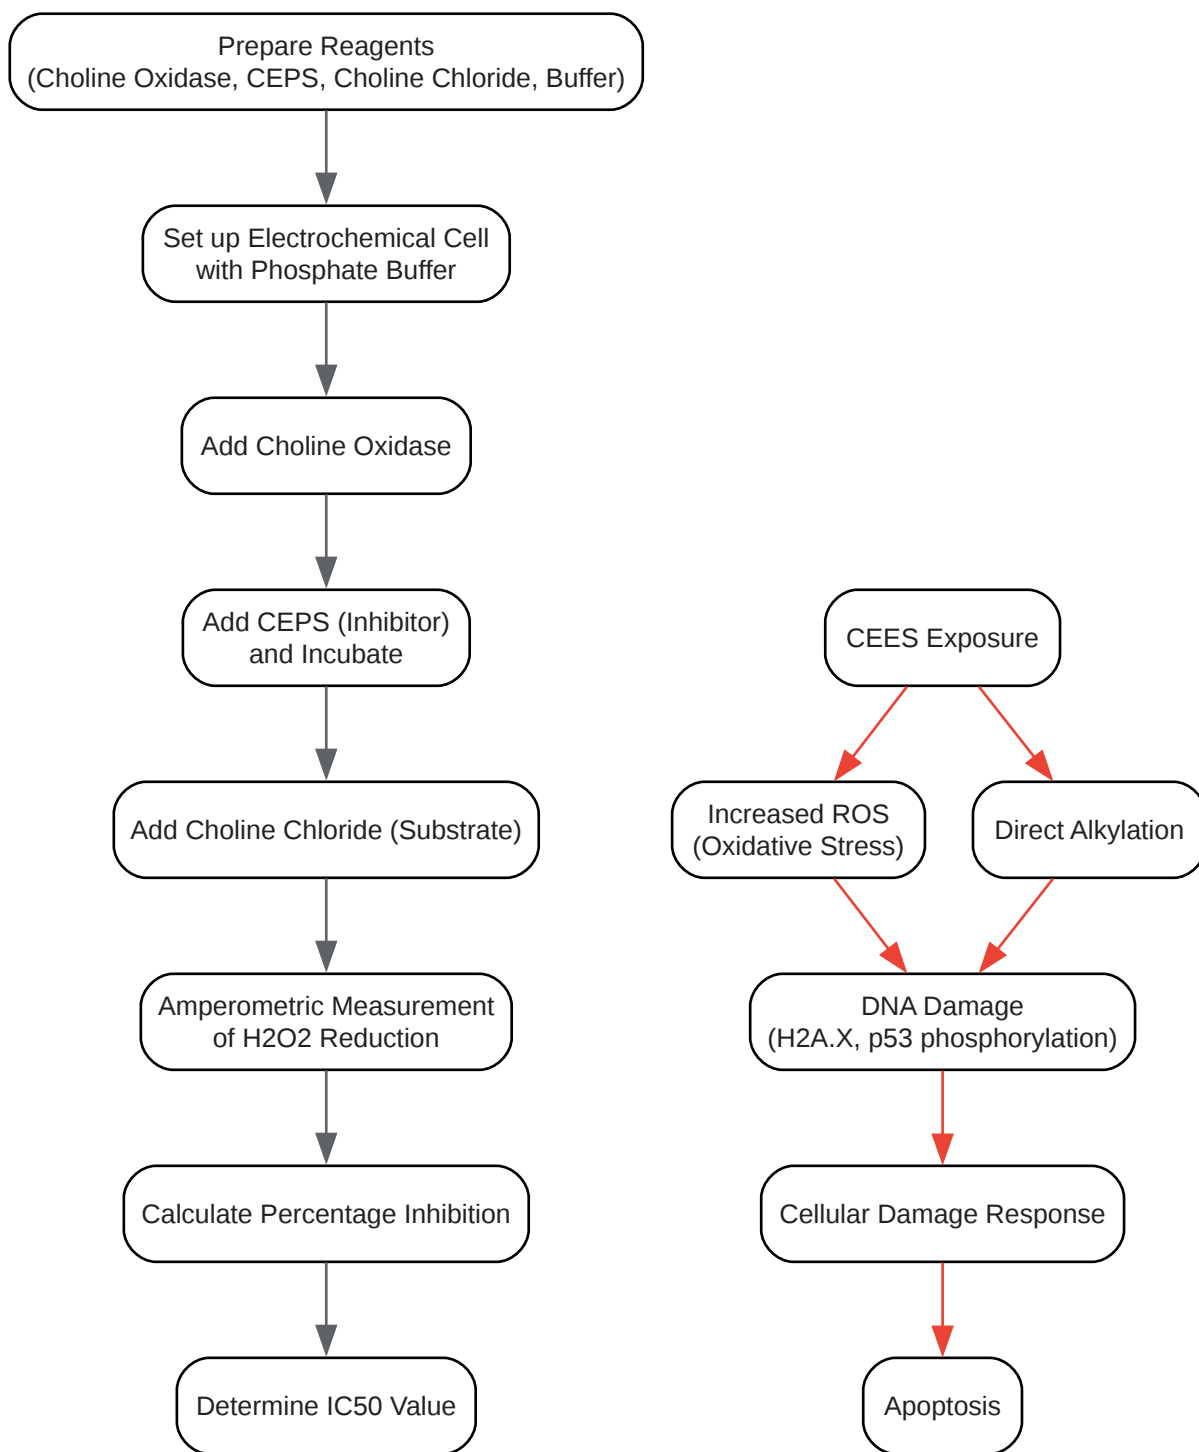 Prepare Reagents
(Choline Oxidase, CEPS, Choline Chloride, Buffer)
Set up Electrochemical Cell
with Phosphate Buffer
Add Choline Oxidase
Add CEPS (Inhibitor)
and Incubate
Add Choline Chloride (Substrate)
Amperometric Measurement
of H2O2 Reduction
Calculate Percentage Inhibition
Determine IC50 Value
CEES Exposure
Increased ROS
(Oxidative Stress)
Direct Alkylation
DNA Damage
(H2A.X, p53 phosphorylation)
Cellular Damage Response
Apoptosis